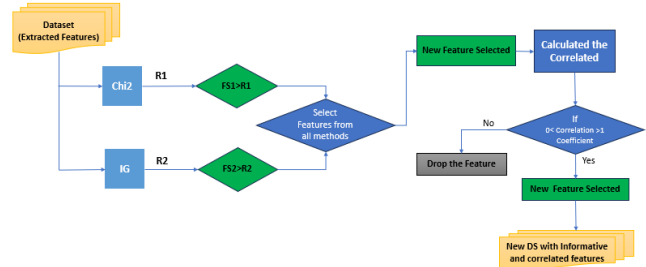 Dataset
(Extracted Features)
Chi2
R1
FS1>R1
IG
R2
FS2>R2
Select
Features from
all methods
New Feature Selected
Calculated the
Correlated
If
0< Correlation >1
Coefficient
No
Drop the Feature
Yes
New Feature Selected
New DS with Informative
and correlated features